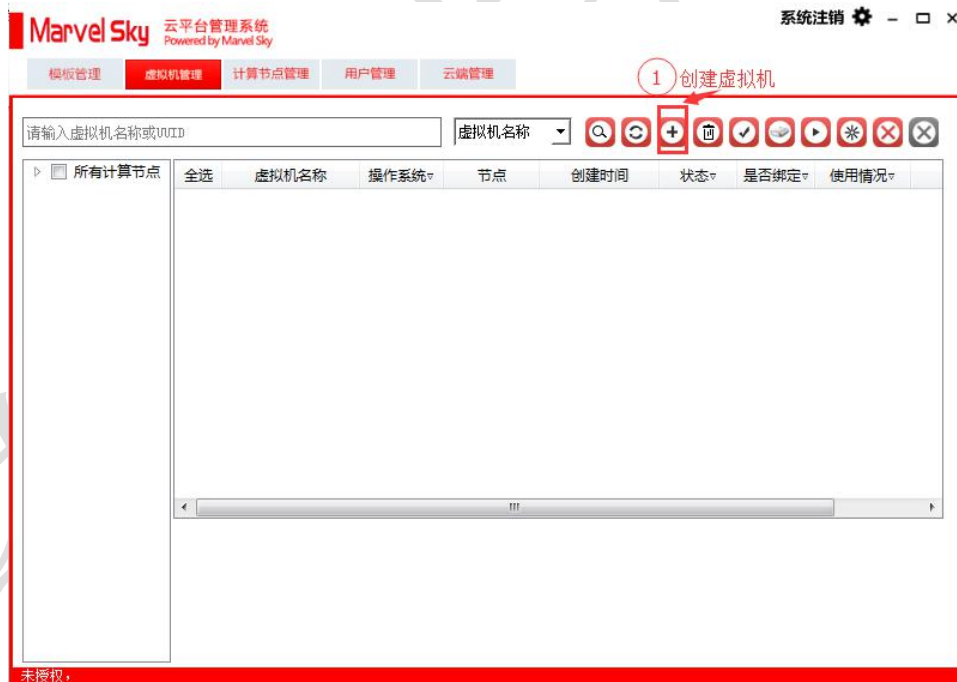 Marvel Sky 云平台管理系统 系统注销
Powered by Marvel Sky
模板管理 虚拟机管理 计算节点管理 用户管理 云端管理
1 创建虚拟机
请输入虚拟机名称或UUID 虚拟机名称
所有计算节点 全选 虚拟机名称 操作系统 节点 创建时间 状态 是否绑定 使用情况
未授权，